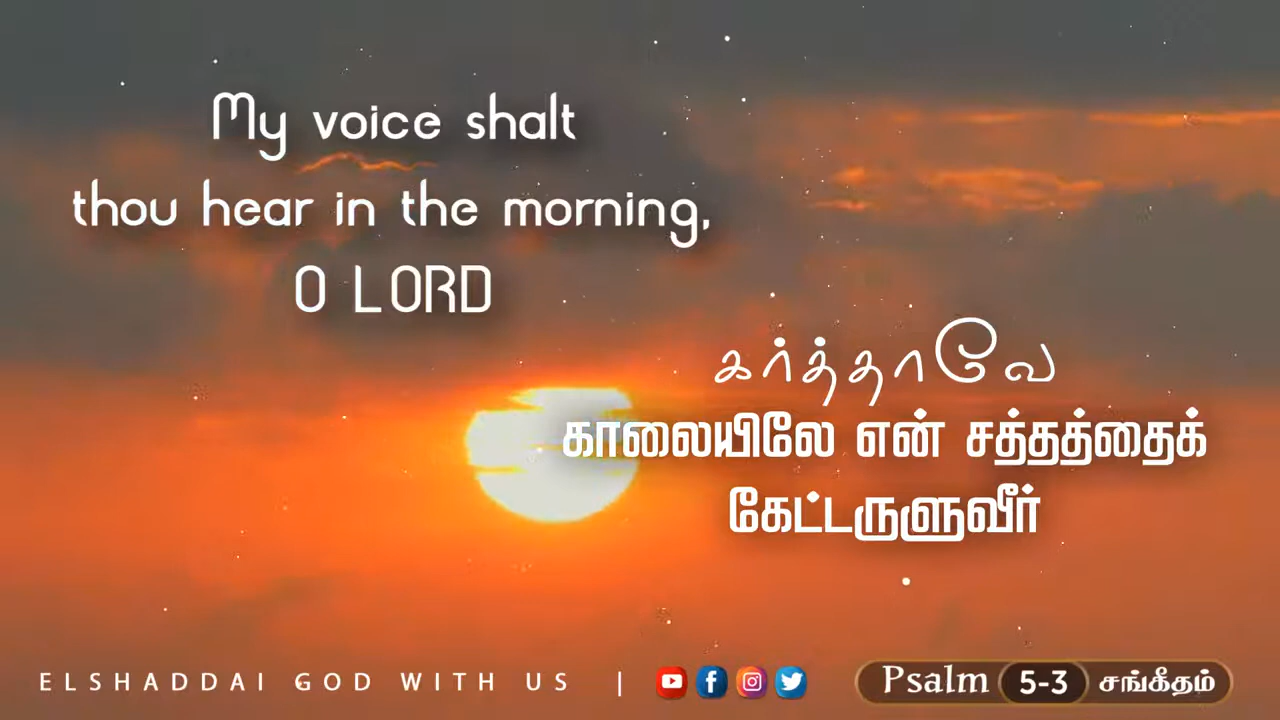 My voice shalt
thou hear in the morning,
O LORD
கர்த்தாவே
காலையிலே என் சத்தத்தைக்
கேட்டருளுவீர்
ELSHADDAI GOD WITH US |
Psalm 5-3 சங்கீதம்